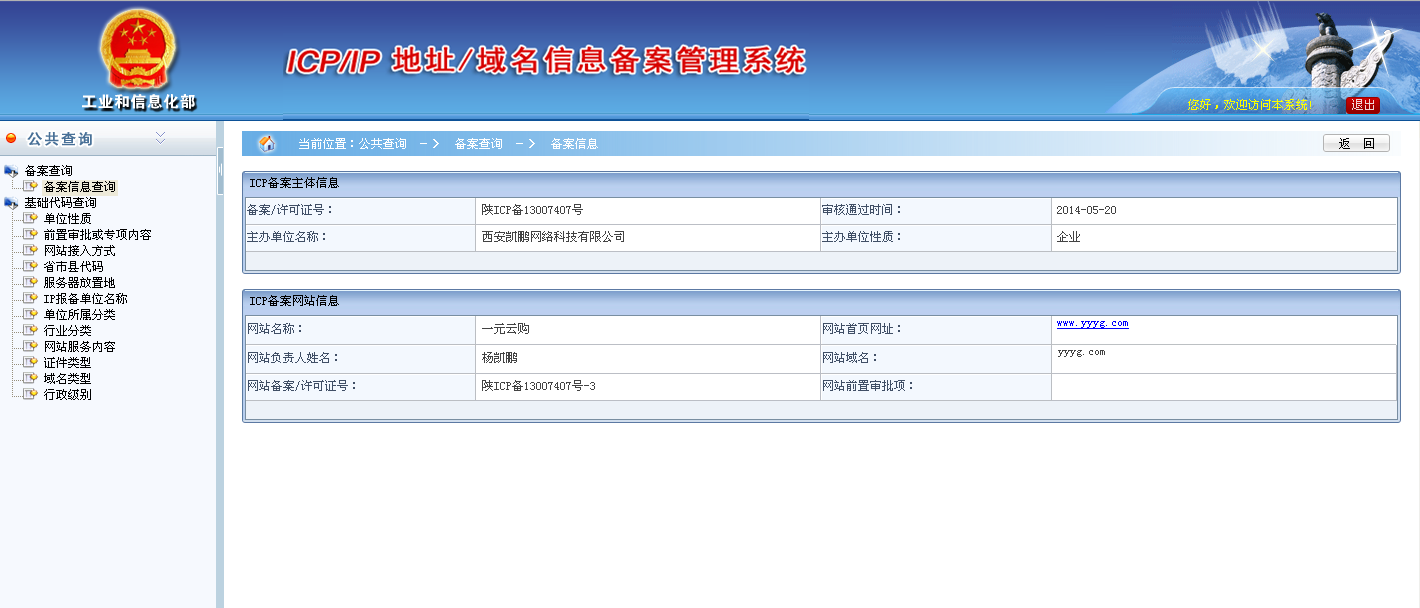 ICP/IP 地址/域名信息备案管理系统
工业和信息化部
您好，欢迎访问本系统!
退出
公共查询
备案查询
备案信息查询
基础代码查询
单位性质
前置审批或专项内容
网站接入方式
省市县代码
服务器放置地
IP报备单位名称
单位所属分类
行业分类
网站服务内容
证件类型
域名类型
行政级别
当前位置：公共查询 －> 备案查询 －> 备案信息
返 回
ICP备案主体信息
备案/许可证号： 陕ICP备13007407号 审核通过时间： 2014-05-20
主办单位名称： 西安凯鹏网络科技有限公司 主办单位性质： 企业
ICP备案网站信息
网站名称： 一元云购 网站首页网址： www.yyyg.com
网站负责人姓名： 杨凯鹏 网站域名： yyyg.com
网站备案/许可证号： 陕ICP备13007407号-3 网站前置审批项：